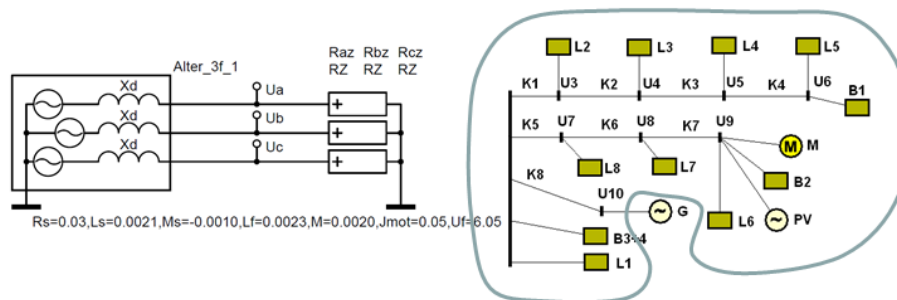 Alter_3f_1
Raz Rbz Rcz
RZ RZ RZ
Xd
Ua
Xd
Ub
Xd
Uc
Rs=0.03,Ls=0.0021,Ms=-0.0010,Lf=0.0023,M=0.0020,Jmot=0.05,Uf=6.05
L2 L3 L4 L5
K1 U3 K2 U4 K3 U5 K4 U6
B1
K5 U7 K6 U8 K7 U9
M M
L8 L7
K8
B2
U10
G
L6 PV
B3+4
L1